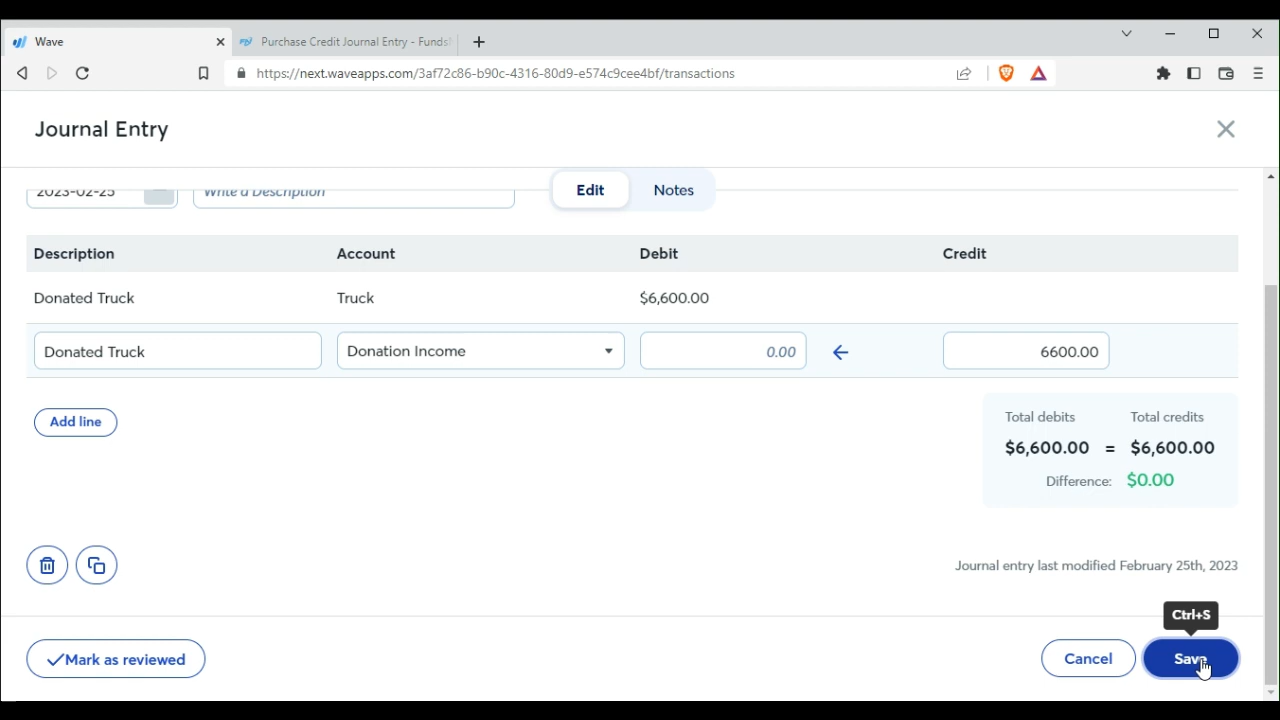 Wave
Purchase Credit Journal Entry - Funds
https://next.waveapps.com/3af72c86-b90c-4316-80d9-e574c9cee4bf/transactions
Journal Entry
2023-02-25 Write a Description Edit Notes
Description Account Debit Credit
Donated Truck Truck $6,600.00
Donated Truck Donation Income 0.00 6600.00
Add line
Total debits Total credits
$6,600.00 = $6,600.00
Difference: $0.00
Journal entry last modified February 25th, 2023
Ctrl+S
Mark as reviewed Cancel Save